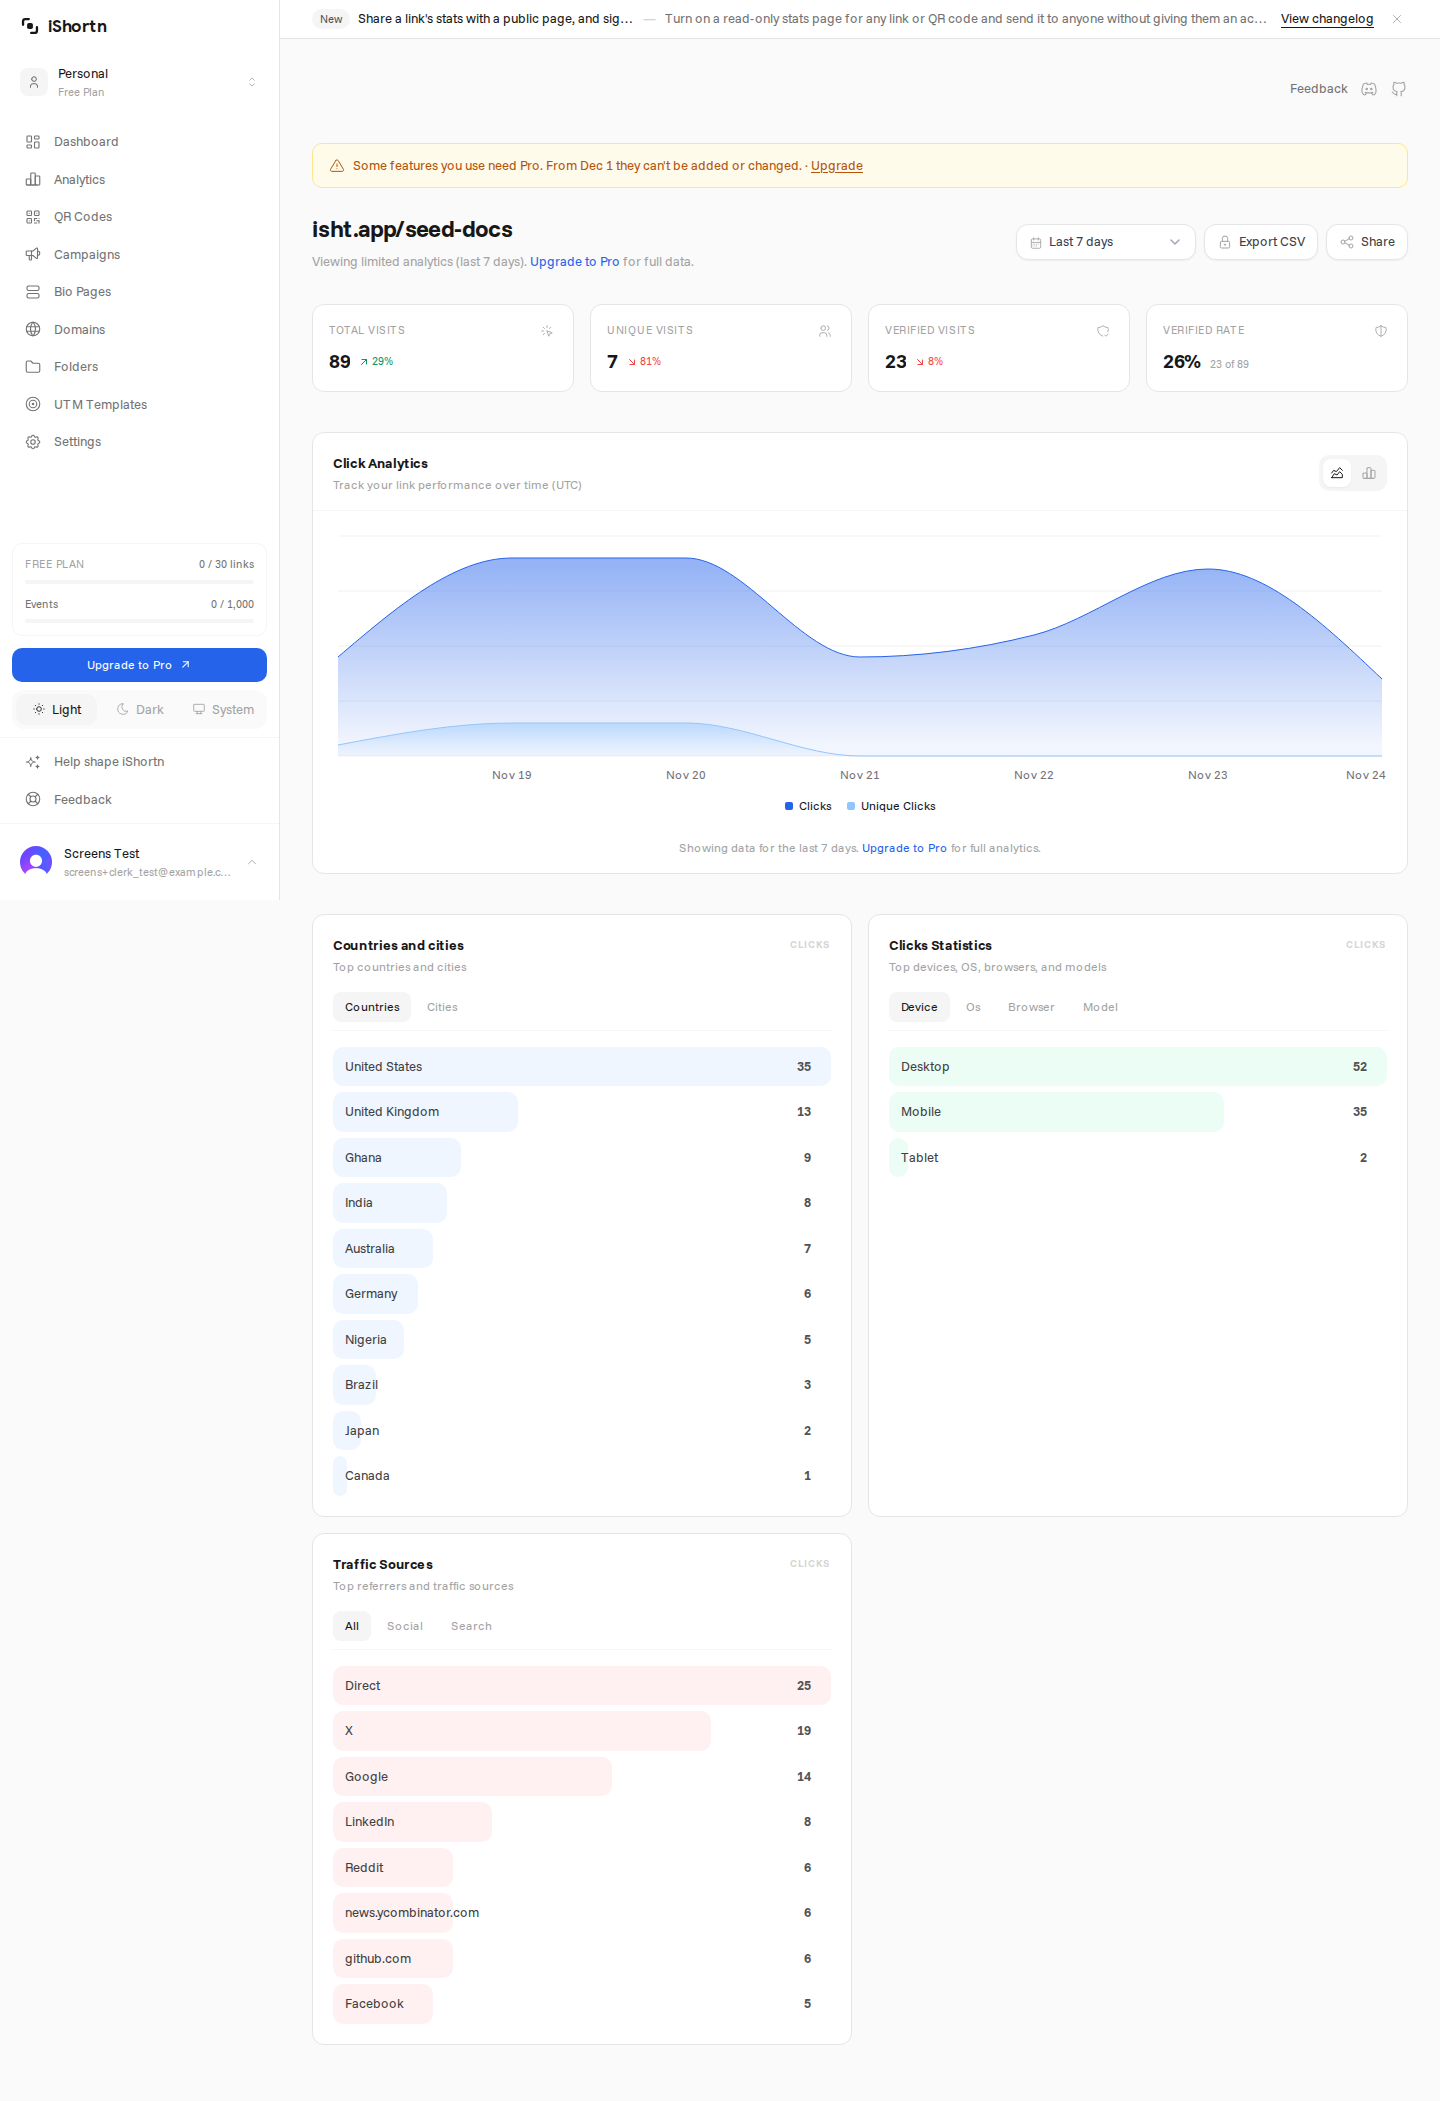 iShortn
Personal
Free Plan
Dashboard
Analytics
QR Codes
Campaigns
Bio Pages
Domains
Folders
UTM Templates
Settings
FREE PLAN 0 / 30 links
Events 0 / 1,000
Upgrade to Pro
Light Dark System
Help shape iShortn
Feedback
Screens Test
screens+clerk_test@example.c...
New Share a link's stats with a public page, and sig... — Turn on a read-only stats page for any link or QR code and send it to anyone without giving them an ac... View changelog
Feedback
Some features you use need Pro. From Dec 1 they can't be added or changed. · Upgrade
isht.app/seed-docs
Viewing limited analytics (last 7 days). Upgrade to Pro for full data.
Last 7 days Export CSV Share
TOTAL VISITS
89 29%
UNIQUE VISITS
7 81%
VERIFIED VISITS
23 8%
VERIFIED RATE
26% 23 of 89
Click Analytics
Track your link performance over time (UTC)
Nov 19 Nov 20 Nov 21 Nov 22 Nov 23 Nov 24
Clicks Unique Clicks
Showing data for the last 7 days. Upgrade to Pro for full analytics.
Countries and cities CLICKS
Top countries and cities
Countries Cities
United States 35
United Kingdom 13
Ghana 9
India 8
Australia 7
Germany 6
Nigeria 5
Brazil 3
Japan 2
Canada 1
Clicks Statistics CLICKS
Top devices, OS, browsers, and models
Device Os Browser Model
Desktop 52
Mobile 35
Tablet 2
Traffic Sources CLICKS
Top referrers and traffic sources
All Social Search
Direct 25
X 19
Google 14
LinkedIn 8
Reddit 6
news.ycombinator.com 6
github.com 6
Facebook 5